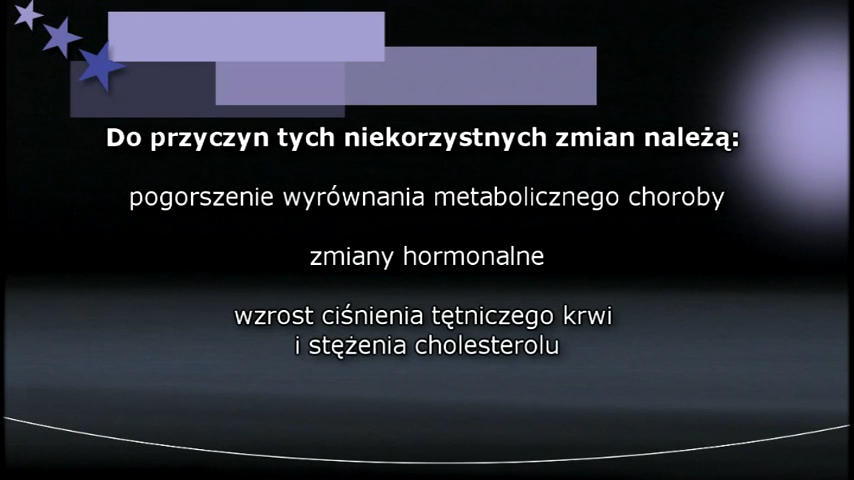 Do przyczyn tych niekorzystnych zmian należą:
pogorszenie wyrównania metabolicznego choroby
zmiany hormonalne
wzrost ciśnienia tętniczego krwi
i stężenia cholesterolu